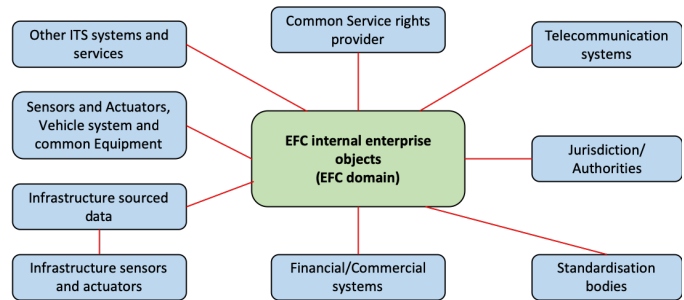 Other ITS systems and
services
Common Service rights
provider
Telecommunication
systems
Sensors and Actuators,
Vehicle system and
common Equipment
EFC internal enterprise
objects
(EFC domain)
Jurisdiction/
Authorities
Infrastructure sourced
data
Infrastructure sensors
and actuators
Financial/Commercial
systems
Standardisation
bodies